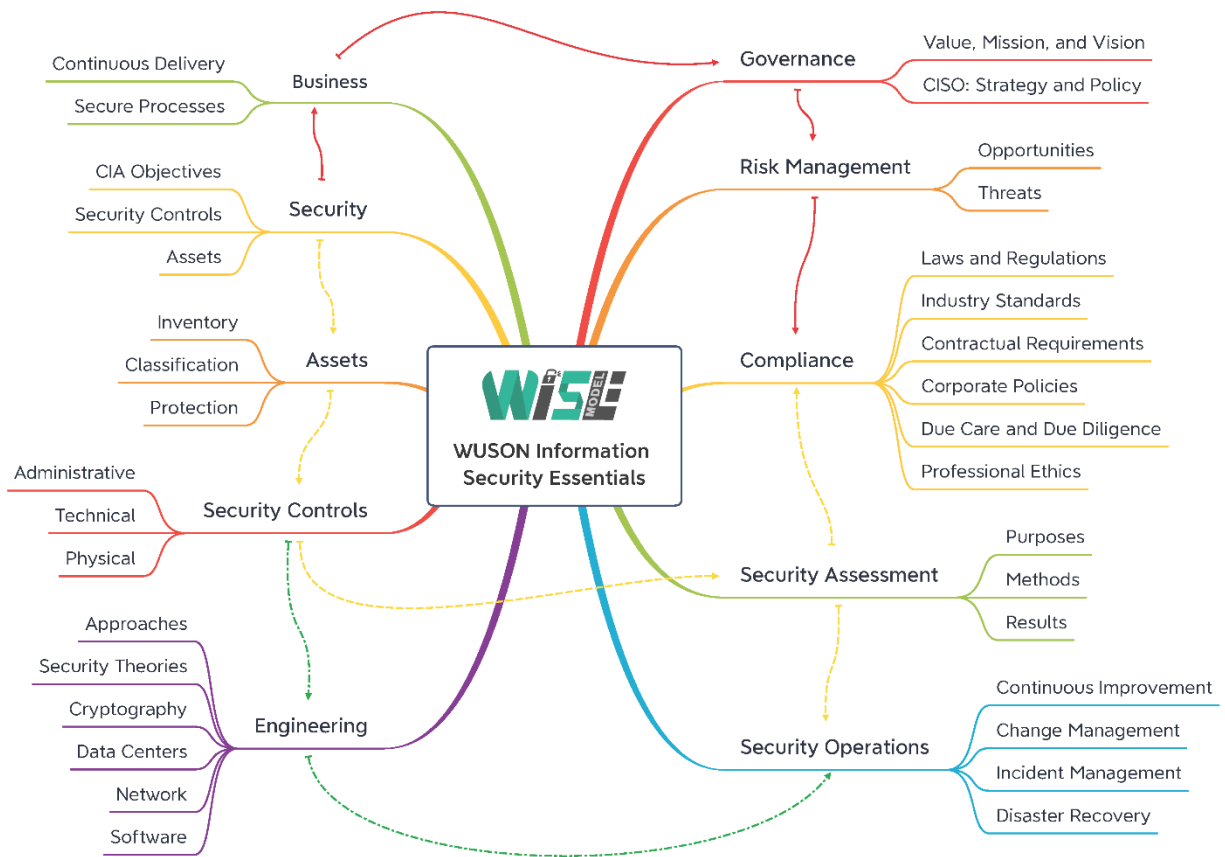 WiSE MODEL
WUSON Information
Security Essentials
Business
Continuous Delivery
Secure Processes
Security
CIA Objectives
Security Controls
Assets
Assets
Inventory
Classification
Protection
Security Controls
Administrative
Technical
Physical
Engineering
Approaches
Security Theories
Cryptography
Data Centers
Network
Software
Governance
Value, Mission, and Vision
CISO: Strategy and Policy
Risk Management
Opportunities
Threats
Compliance
Laws and Regulations
Industry Standards
Contractual Requirements
Corporate Policies
Due Care and Due Diligence
Professional Ethics
Security Assessment
Purposes
Methods
Results
Security Operations
Continuous Improvement
Change Management
Incident Management
Disaster Recovery